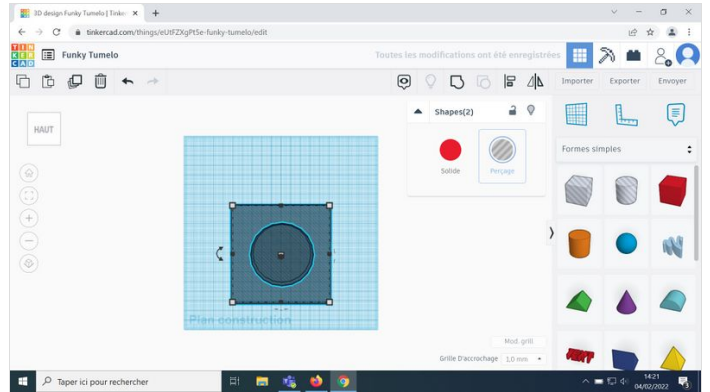 3D design Funky Tumelo | Tinker
tinkercad.com/things/eUtFZXgPt5e-funky-tumelo/edit
TIN
KER
CAD
Funky Tumelo
Toutes les modifications ont été enregistrées
Importer Exporter Envoyer
HAUT
Shapes(2)
Solide Perçage
Formes simples
Plan construction
Mod. grill
Grille D'accrochage 1,0 mm
Taper ici pour rechercher
14:21
04/02/2022